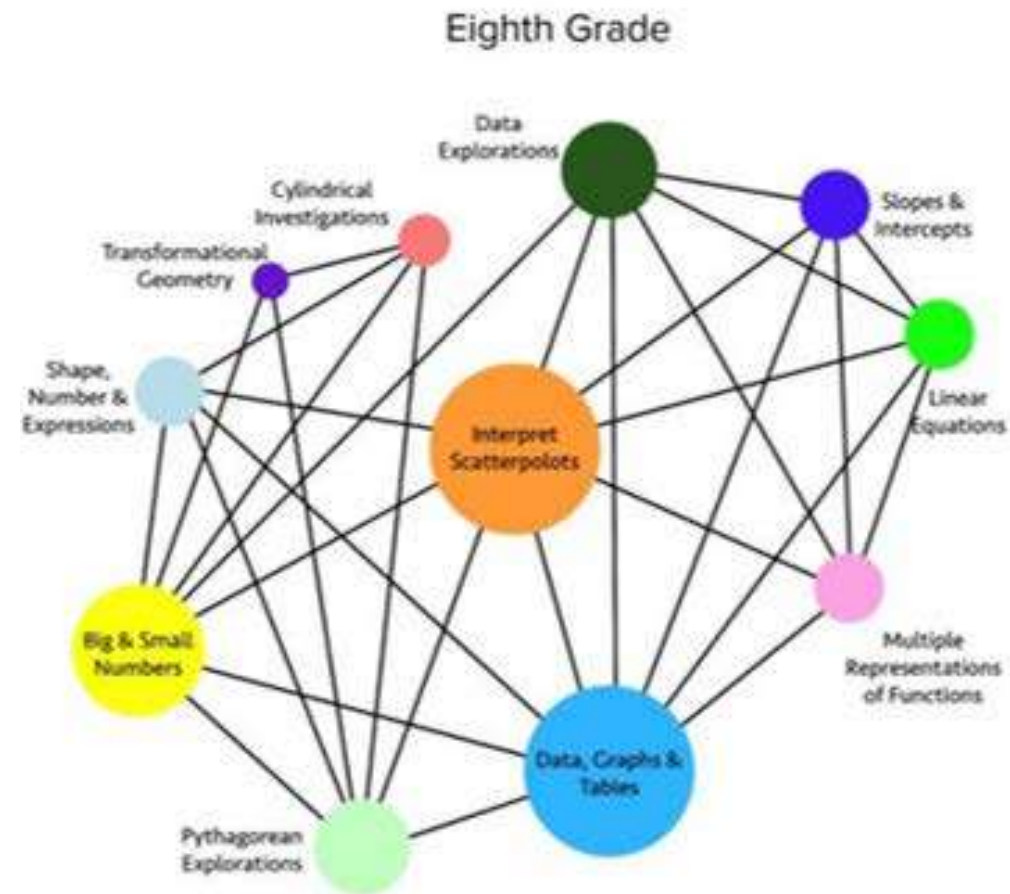 Eighth Grade
Data
Explorations
Cylindrical
Investigations
Slopes &
Intercepts
Transformational
Geometry
Shape,
Number &
Expressions
Linear
Equations
Interpret
Scatterpolots
Big & Small
Numbers
Multiple
Representations
of Functions
Data, Graphs &
Tables
Pythagorean
Explorations